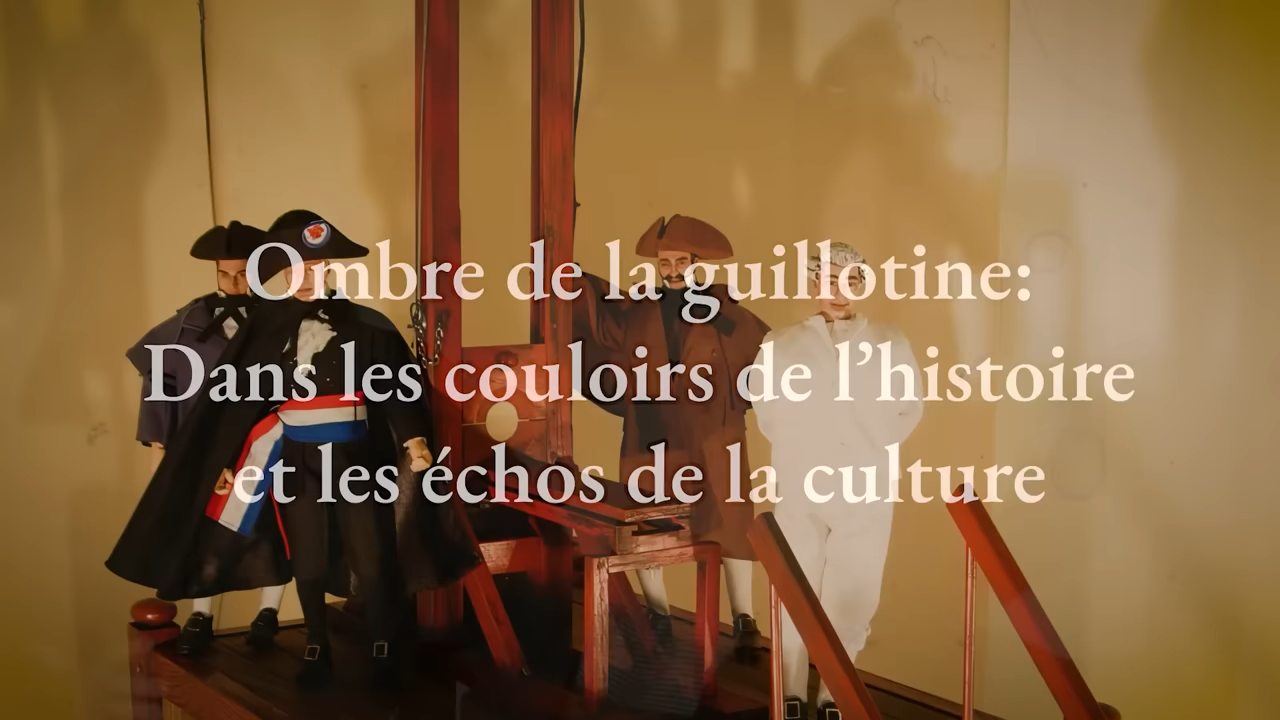 Ombre de la guillotine:
Dans les couloirs de l’histoire
et les échos de la culture